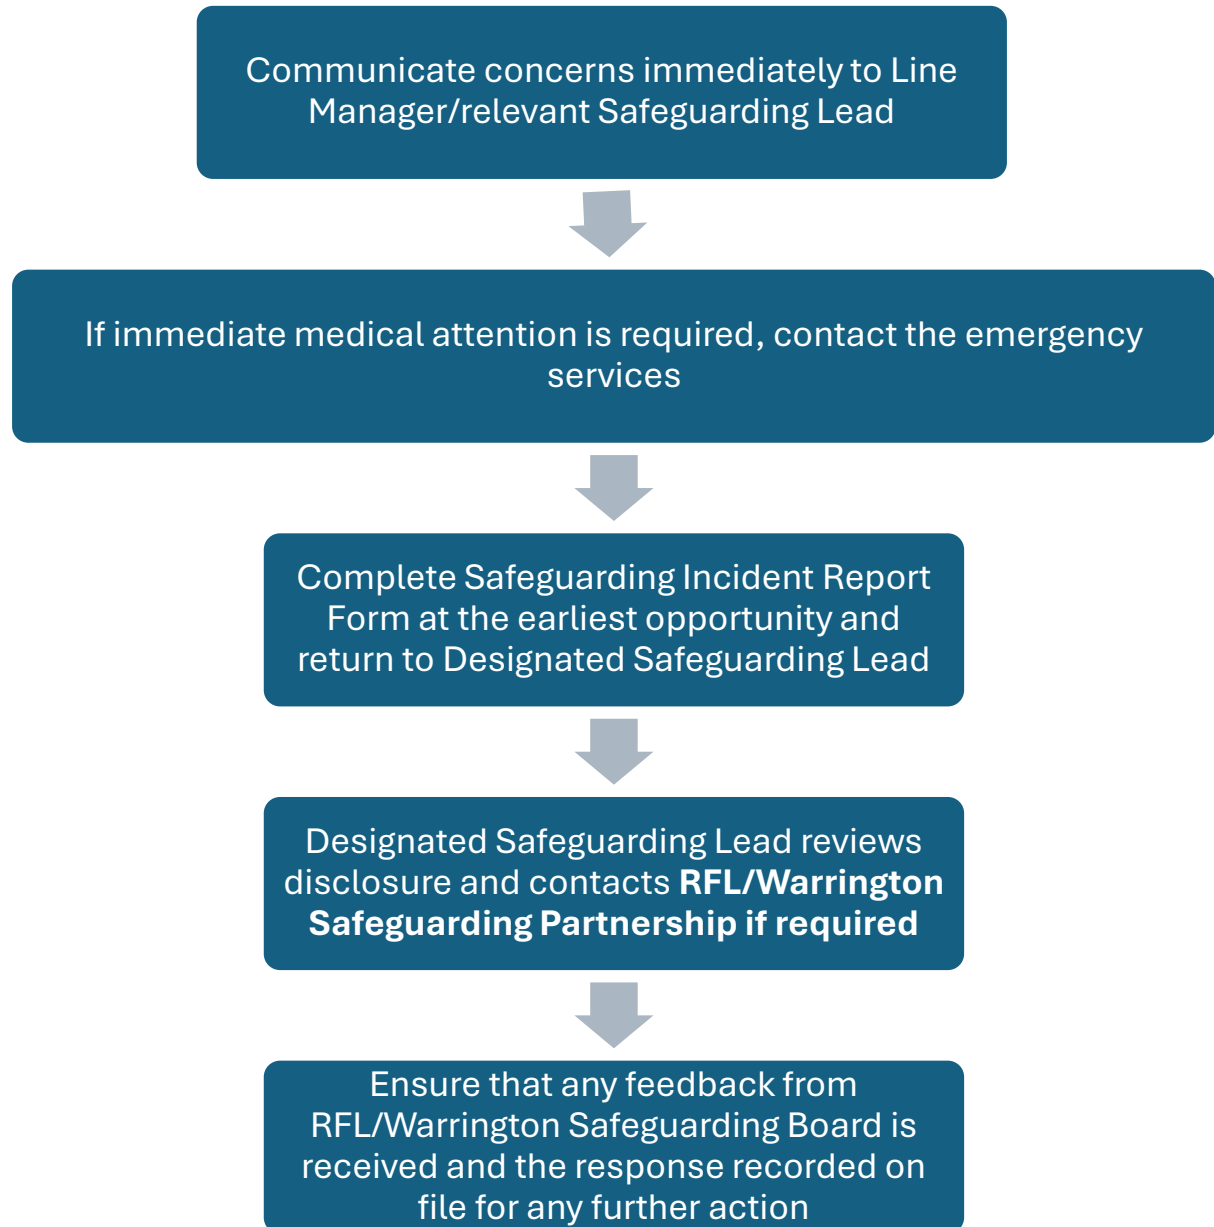 Communicate concerns immediately to Line
Manager/relevant Safeguarding Lead
If immediate medical attention is required, contact the emergency
services
Complete Safeguarding Incident Report
Form at the earliest opportunity and
return to Designated Safeguarding Lead
Designated Safeguarding Lead reviews
disclosure and contacts RFL/Warrington
Safeguarding Partnership if required
Ensure that any feedback from
RFL/Warrington Safeguarding Board is
received and the response recorded on
file for any further action